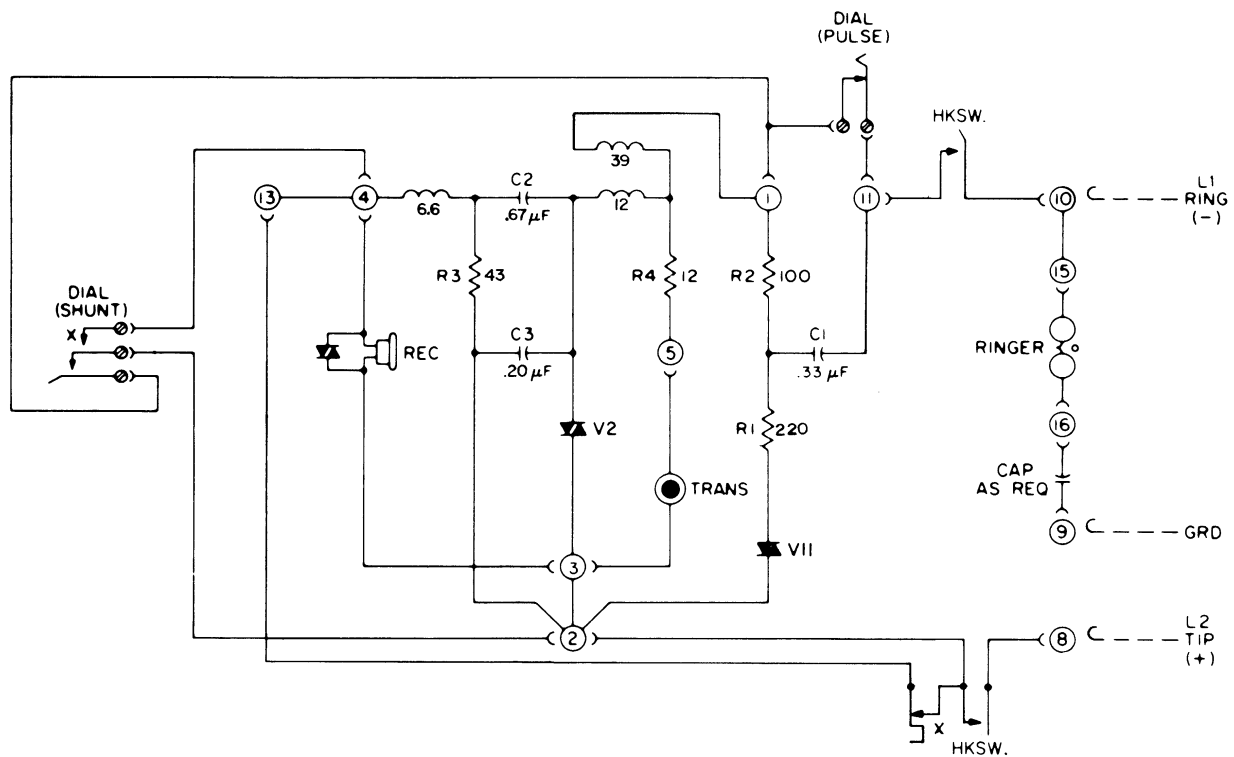 DIAL
(PULSE)
HKSW.
39
L1
RING
(-)
13
4
6.6
C2
.67 µF
12
1
11
10
R3 43
R4 12
R2 100
15
DIAL
(SHUNT)
X
REC
C3
.20 µF
5
C1
.33 µF
RINGER
V2
R1 220
16
CAP
AS REQ
TRANS
V11
9
GRD
3
2
8
L2
TIP
(+)
X
HKSW.